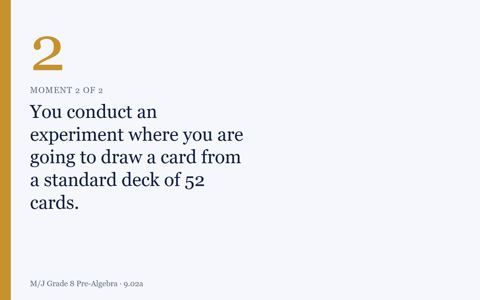 2
MOMENT 2 OF 2
You conduct an
experiment where you are
going to draw a card from
a standard deck of 52
cards.
M/J Grade 8 Pre-Algebra · 9.02a